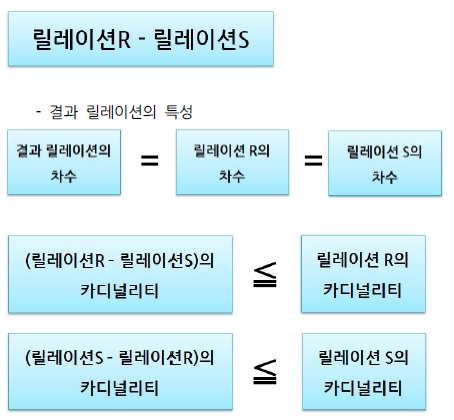 릴레이션R - 릴레이션S
- 결과 릴레이션의 특성
결과 릴레이션의 차수 = 릴레이션 R의 차수 = 릴레이션 S의 차수
(릴레이션R - 릴레이션S)의 카디널리티 ≦ 릴레이션 R의 카디널리티
(릴레이션S - 릴레이션R)의 카디널리티 ≦ 릴레이션 S의 카디널리티